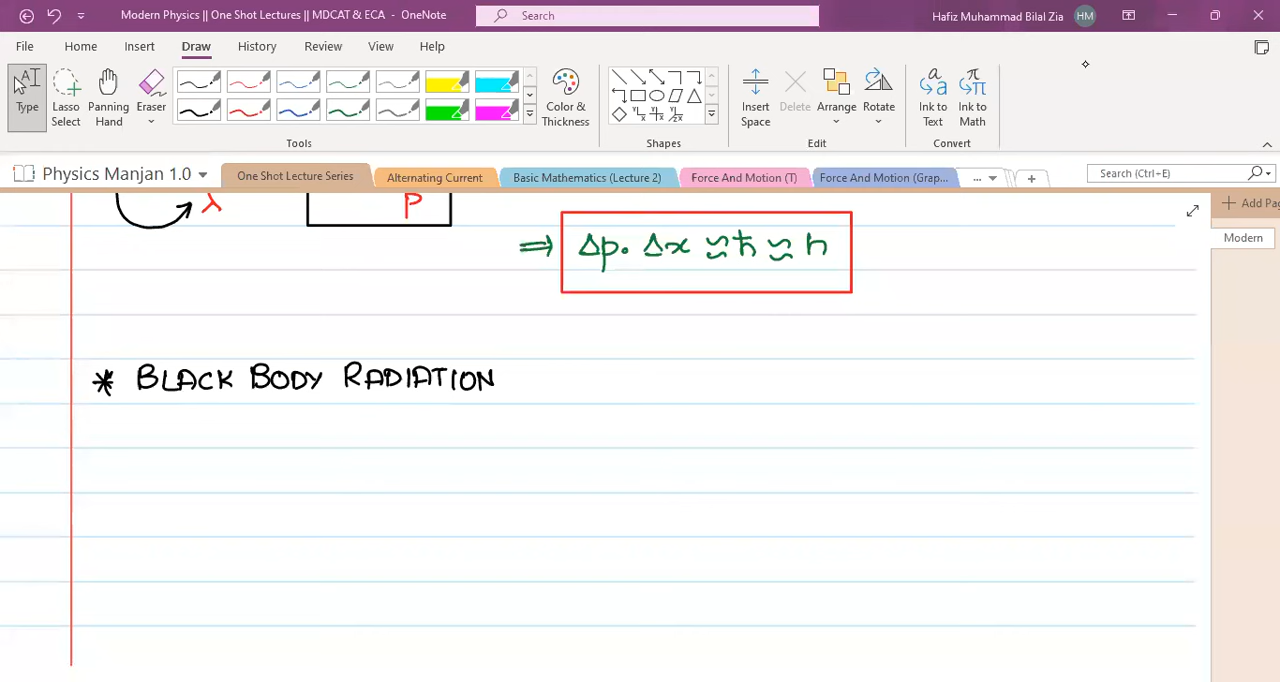 Modern Physics || One Shot Lectures || MDCAT & ECA - OneNote
Search
Hafiz Muhammad Bilal Zia HM
File Home Insert Draw History Review View Help
Type
Lasso Select
Panning Hand
Eraser
Color & Thickness
Insert Space
Delete
Arrange
Rotate
Ink to Text
Ink to Math
Tools Shapes Edit Convert
Physics Manjan 1.0
One Shot Lecture Series
Alternating Current
Basic Mathematics (Lecture 2)
Force And Motion (T)
Force And Motion (Grap...
...
Search (Ctrl+E)
Add Pag
Modern
λ
P
⇒ Δp. Δx ≈ ħ ≈ h
* BLACK BODY RADIATION